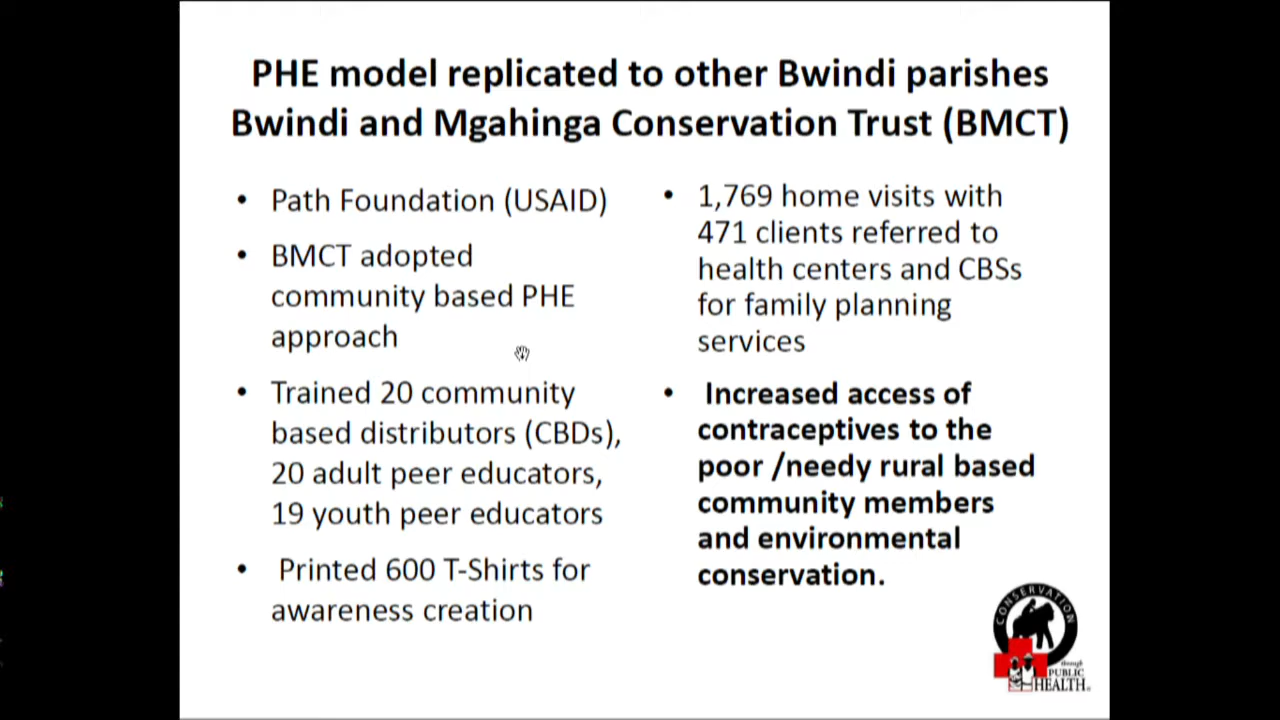 PHE model replicated to other Bwindi parishes
Bwindi and Mgahinga Conservation Trust (BMCT)
• Path Foundation (USAID)
• BMCT adopted
community based PHE
approach
• Trained 20 community
based distributors (CBDs),
20 adult peer educators,
19 youth peer educators
• Printed 600 T-Shirts for
awareness creation
• 1,769 home visits with
471 clients referred to
health centers and CBSs
for family planning
services
• Increased access of
contraceptives to the
poor /needy rural based
community members
and environmental
conservation.
CONSERVATION
through
PUBLIC
HEALTH